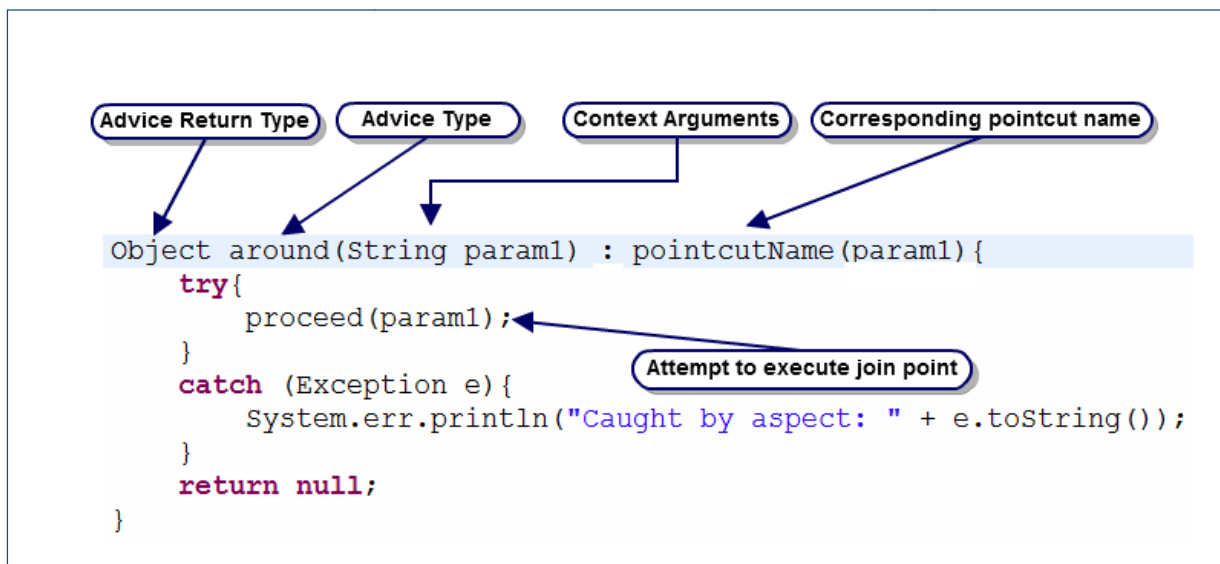 Advice Return Type
Advice Type
Context Arguments
Corresponding pointcut name
Object around(String param1) : pointcutName(param1){
try{
proceed(param1);
}
Attempt to execute join point
catch (Exception e){
System.err.println("Caught by aspect: " + e.toString());
}
return null;
}